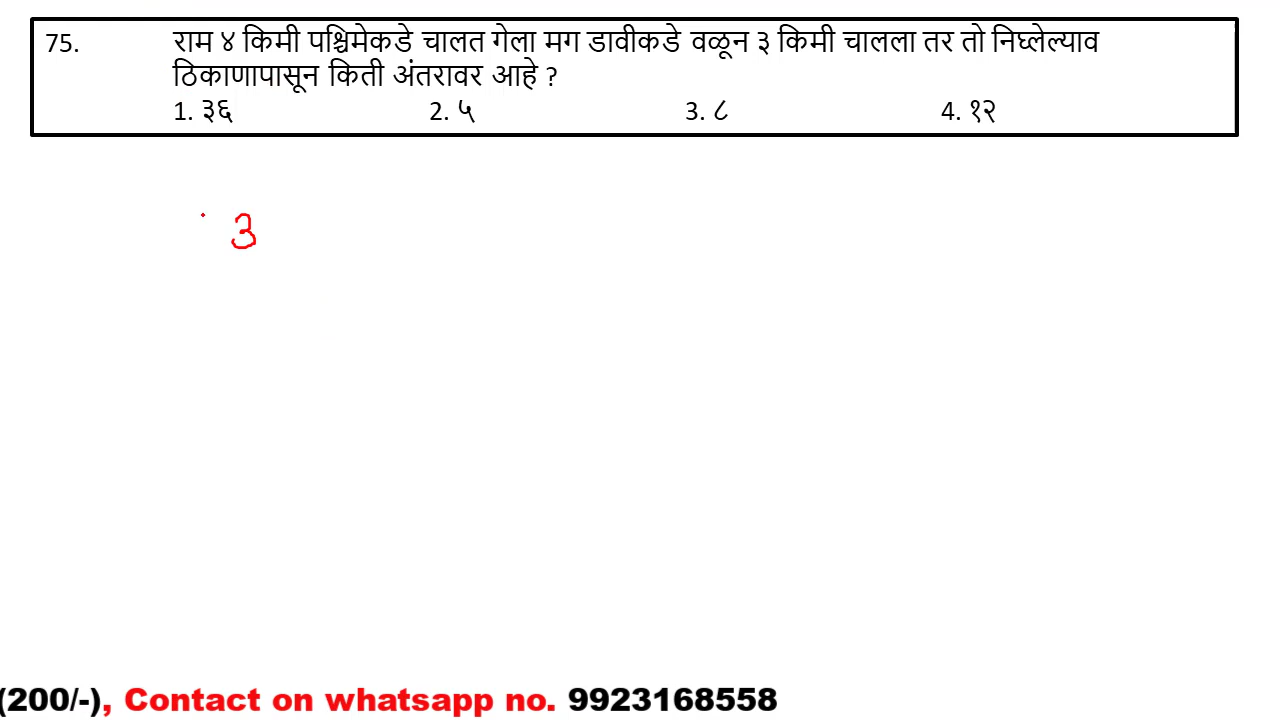 75. राम ४ किमी पश्चिमेकडे चालत गेला मग डावीकडे वळून ३ किमी चालला तर तो निघ्लेल्याव
ठिकाणापासून किती अंतरावर आहे ?
1. ३६ 2. ५ 3. ८ 4. १२
3
(200/-), Contact on whatsapp no. 9923168558